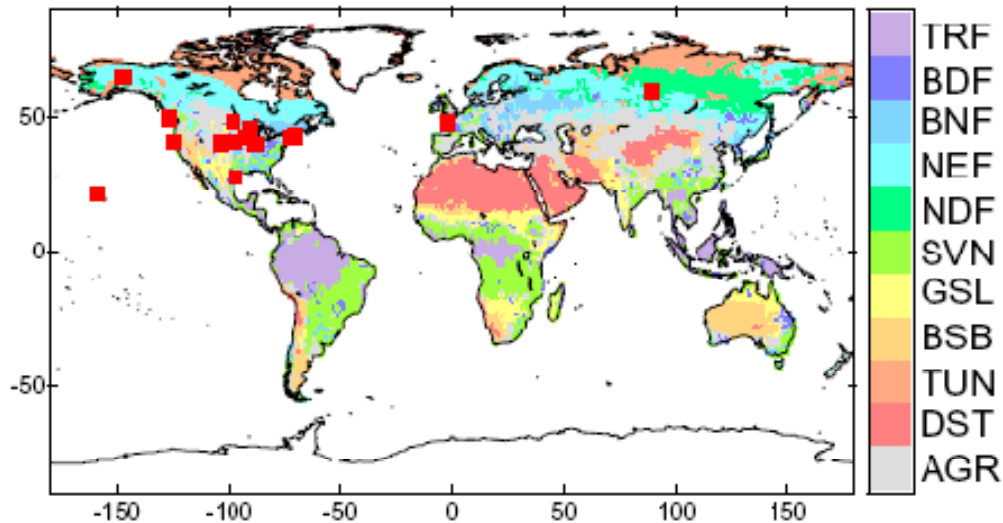 TRF
BDF
BNF
NEF
NDF
SVN
GSL
BSB
TUN
DST
AGR
50
0
-50
-150 -100 -50 0 50 100 150